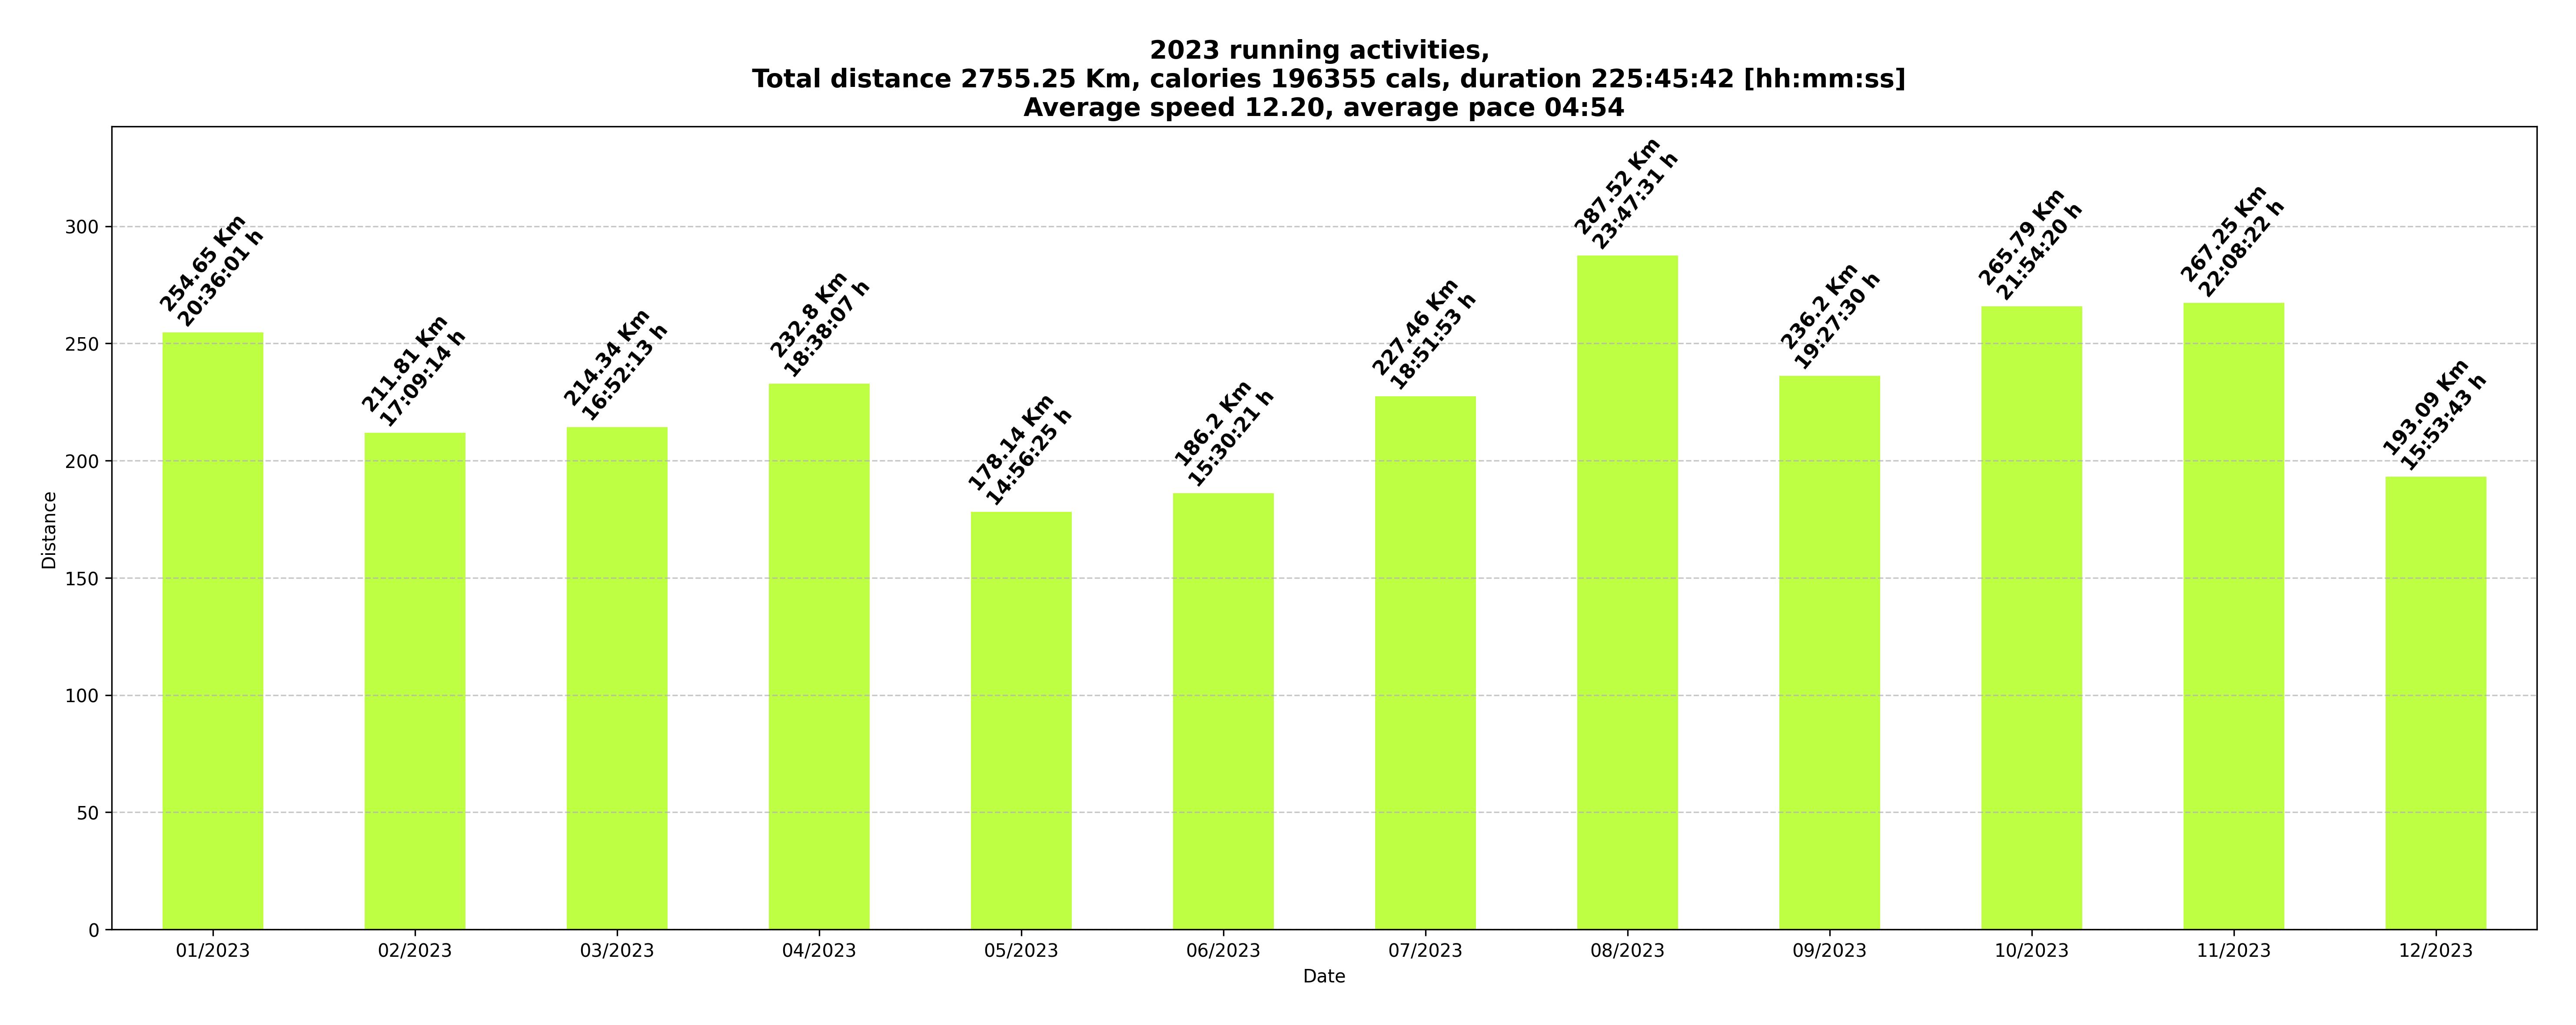 2023 running activities,
Total distance 2755.25 Km, calories 196355 cals, duration 225:45:42 [hh:mm:ss]
Average speed 12.20, average pace 04:54
Distance
300
250
200
150
100
50
0
254.65 Km
20:36:01 h
211.81 Km
17:09:14 h
214.34 Km
16:52:13 h
232.8 Km
18:38:07 h
178.14 Km
14:56:25 h
186.2 Km
15:30:21 h
227.46 Km
18:51:53 h
287.52 Km
23:47:31 h
236.2 Km
19:27:30 h
265.79 Km
21:54:20 h
267.25 Km
22:08:22 h
193.09 Km
15:53:43 h
01/2023
02/2023
03/2023
04/2023
05/2023
06/2023
07/2023
08/2023
09/2023
10/2023
11/2023
12/2023
Date